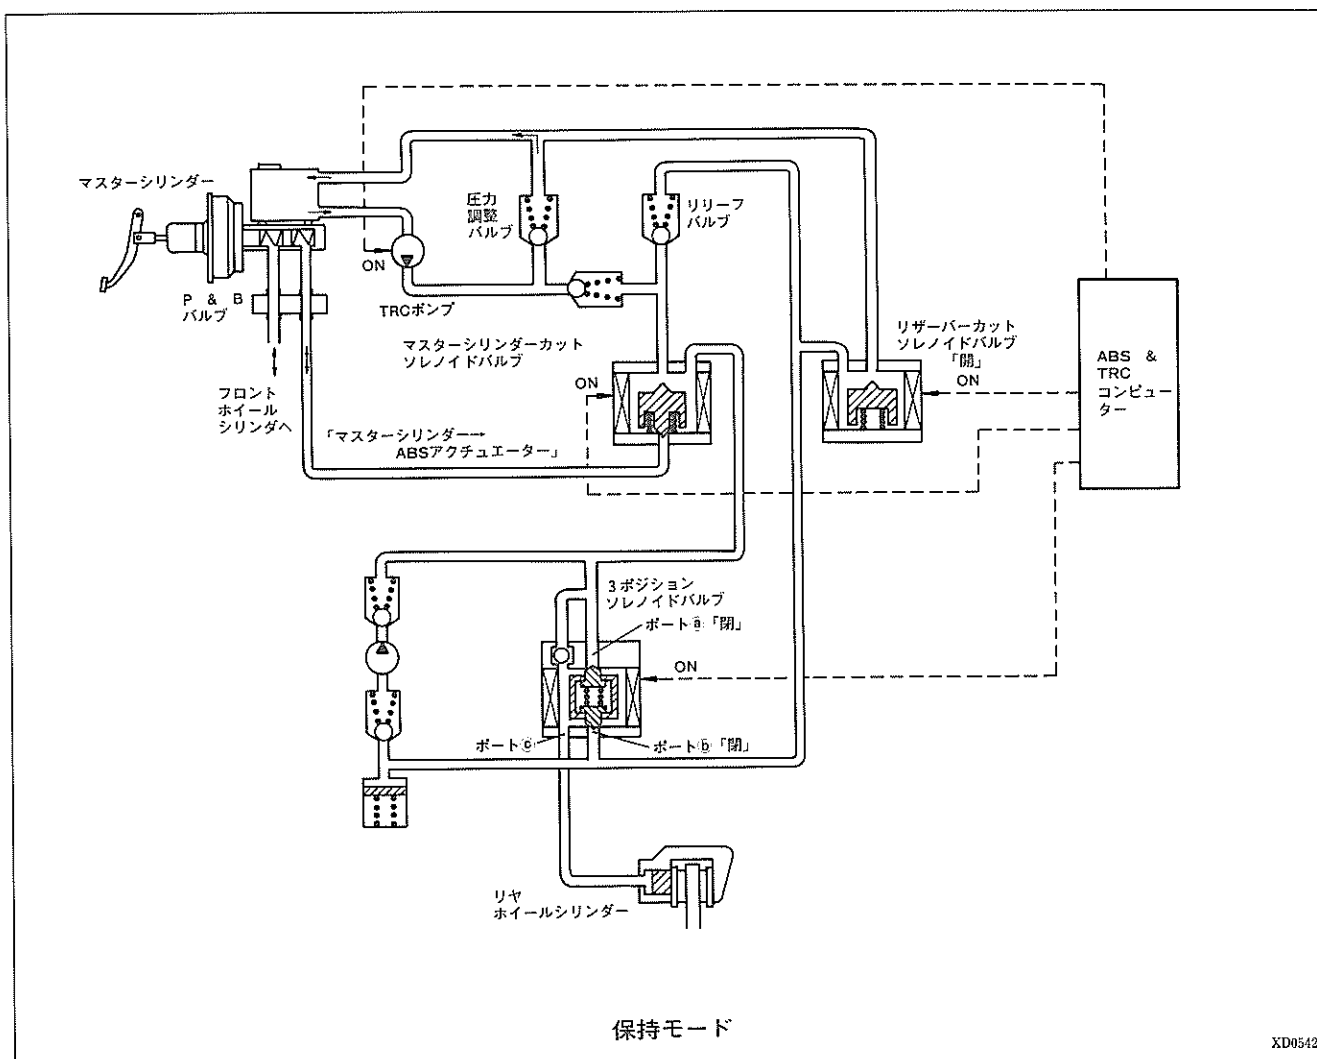 マスターシリンダー
圧力
調整
バルブ
リリーフ
バルブ
ON
P & B
バルブ
TRCポンプ
マスターシリンダーカット
ソレノイドバルブ
リザーバーカット
ソレノイドバルブ
「開」
ON
ON
ABS &
TRC
コンピュ
ーター
フロント
ホイール
シリンダへ
「マスターシリンダー→
ABSアクチュエーター」
3ポジション
ソレノイドバルブ
ポートⓐ「閉」
ON
ポートⓒ
ポートⓑ「閉」
リヤ
ホイールシリンダー
保持モード
XD0542